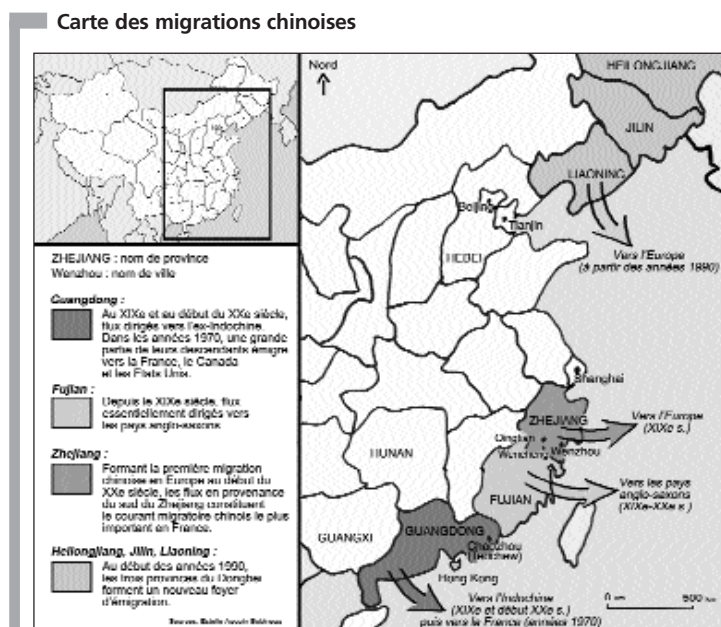 Carte des migrations chinoises
Nord
HEILONGJIANG
JILIN
LIAONING
Beijing
Tianjin
HEBEI
Vers l'Europe
(à partir des années 1990)
ZHEJIANG : nom de province
Wenzhou : nom de ville
Guangdong :
Au XIXe et au début du XXe siècle,
flux dirigés vers l'ex-Indochine.
Dans les années 1970, une grande
partie de leurs descendants émigre
vers la France, le Canada
et les Etats Unis.
Fujian :
Depuis le XIXe siècle, flux
essentiellement dirigés vers
les pays anglo-saxons
Zhejiang :
Formant la première migration
chinoise en Europe au début du
XXe siècle, les flux en provenance
du sud du Zhejiang constituent
le courant migratoire chinois le plus
important en France.
Heilongjiang, Jilin, Liaoning :
Au début des années 1990,
les trois provinces du Dongbei
forment un nouveau foyer
d'émigration.
Shanghai
ZHEJIANG
Qingtian
Wencheng
Wenzhou
Vers l'Europe
(XIXe s.)
HUNAN
FUJIAN
Vers les pays
anglo-saxons
(XIXe-XXe s.)
GUANGXI
GUANGDONG
Chaozhou
(Teochew)
Hong Kong
Vers l'Indochine
(XIXe et début XXe s.)
puis vers la France (années 1970)
0 km 500 km